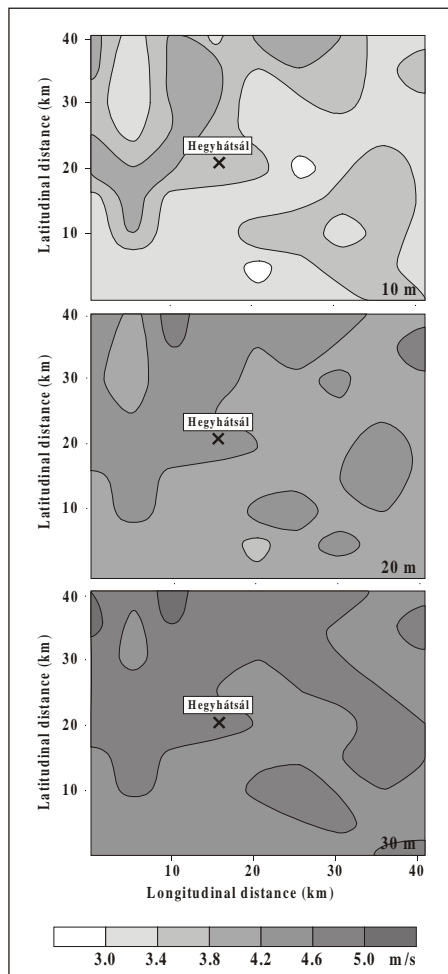 40
30
20
10
Latitudinal distance (km)
Hegyhátsál
10 m
40
30
20
10
Latitudinal distance (km)
Hegyhátsál
20 m
40
30
20
10
Latitudinal distance (km)
Hegyhátsál
30 m
10 20 30 40
Longitudinal distance (km)
3.0 3.4 3.8 4.2 4.6 5.0 m/s